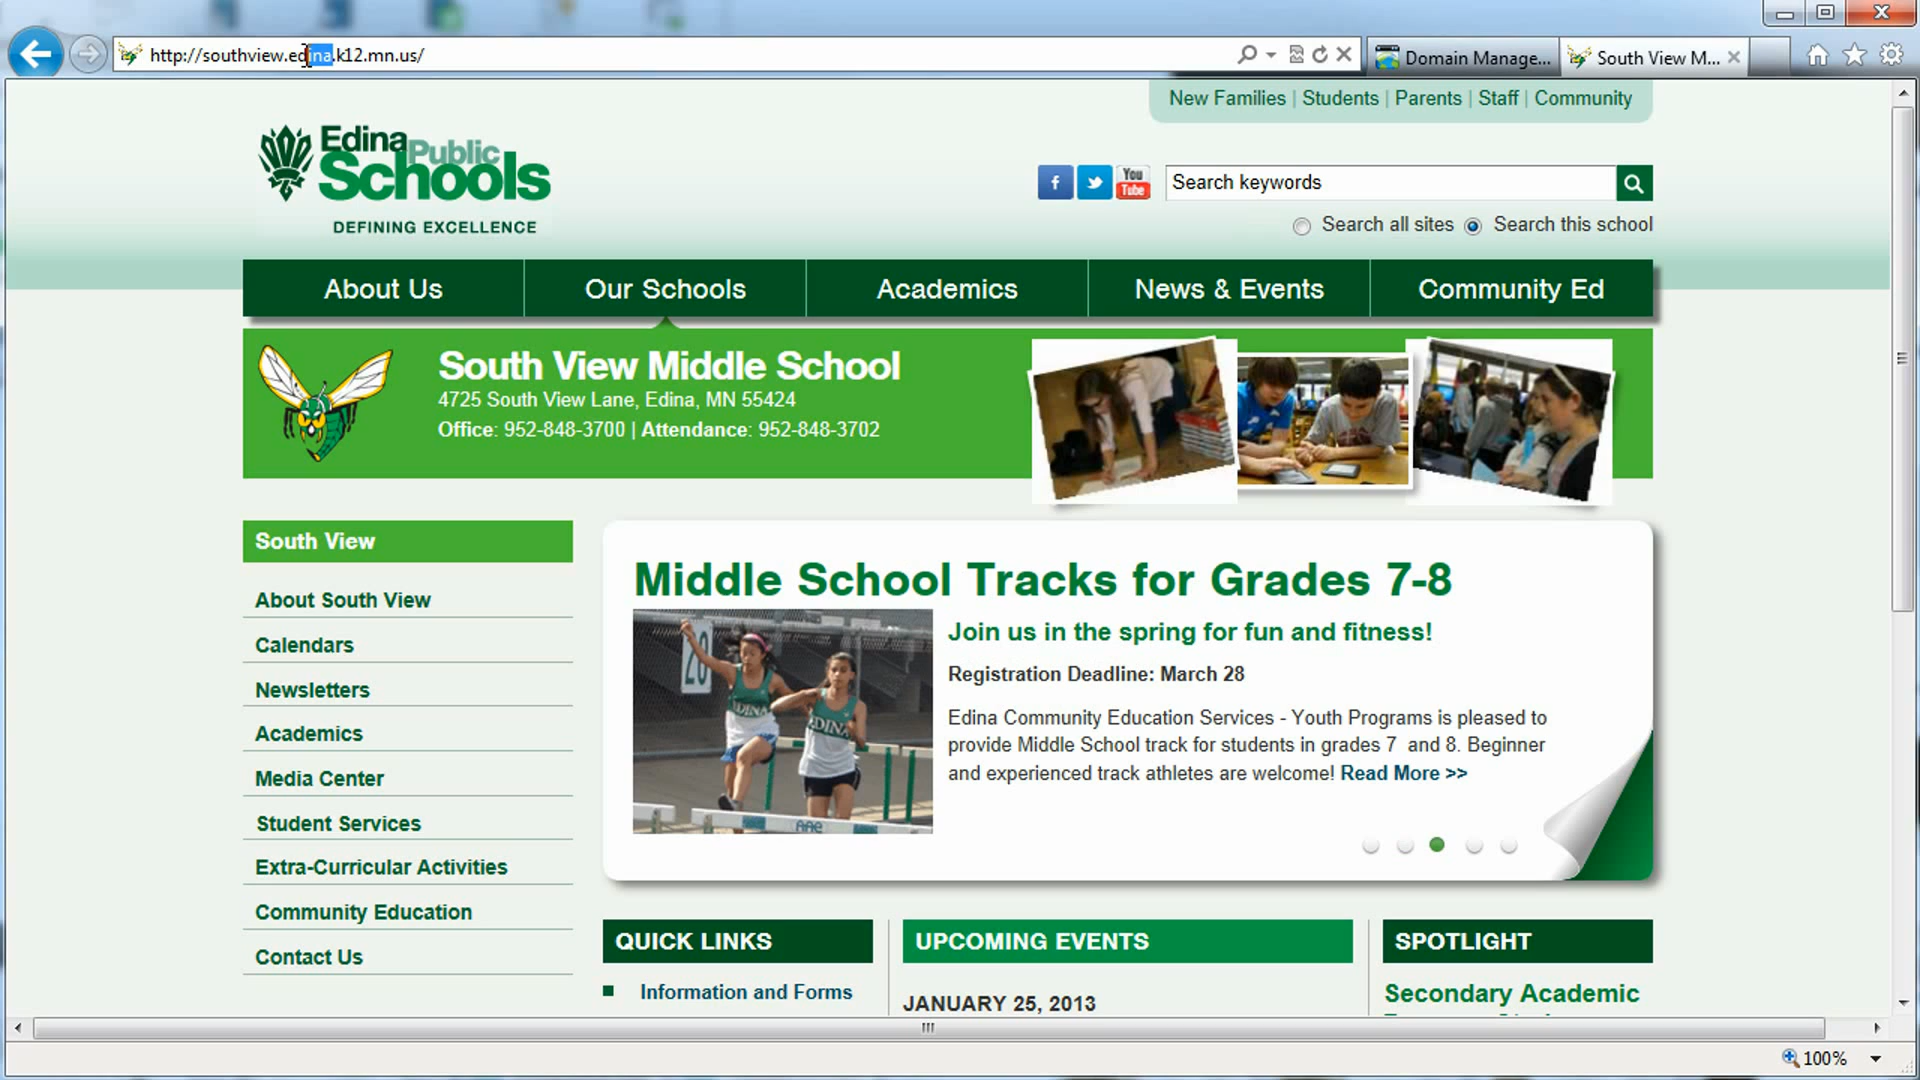 http://southview.edina.k12.mn.us/
Domain Manage...
South View M...
New Families | Students | Parents | Staff | Community
Edina Public Schools
DEFINING EXCELLENCE
f
You Tube
Search keywords
Search all sites
Search this school
About Us
Our Schools
Academics
News & Events
Community Ed
South View Middle School
4725 South View Lane, Edina, MN 55424
Office: 952-848-3700 | Attendance: 952-848-3702
South View
About South View
Calendars
Newsletters
Academics
Media Center
Student Services
Extra-Curricular Activities
Community Education
Contact Us
Middle School Tracks for Grades 7-8
Join us in the spring for fun and fitness!
Registration Deadline: March 28
Edina Community Education Services - Youth Programs is pleased to
provide Middle School track for students in grades 7 and 8. Beginner
and experienced track athletes are welcome! Read More >>
EDINA
EDINA
QUICK LINKS
Information and Forms
UPCOMING EVENTS
JANUARY 25, 2013
SPOTLIGHT
Secondary Academic
100%